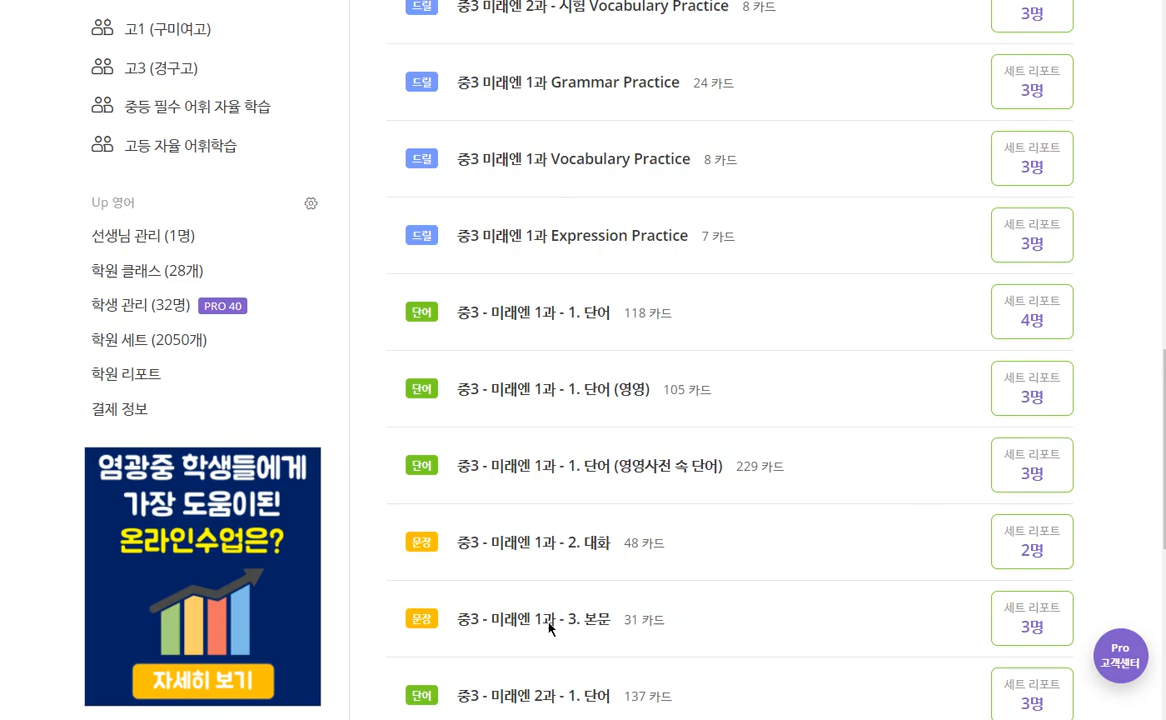 고1 (구미여고)
고3 (경구고)
중등 필수 어휘 자율 학습
고등 자율 어휘학습
Up 영어
선생님 관리 (1명)
학원 클래스 (28개)
학생 관리 (32명) PRO 40
학원 세트 (2050개)
학원 리포트
결제 정보
염광중 학생들에게
가장 도움이된
온라인수업은?
자세히 보기
드릴 중3 미래엔 2과 - 시험 Vocabulary Practice 8 카드
3명
드릴 중3 미래엔 1과 Grammar Practice 24 카드
세트 리포트
3명
드릴 중3 미래엔 1과 Vocabulary Practice 8 카드
세트 리포트
3명
드릴 중3 미래엔 1과 Expression Practice 7 카드
세트 리포트
3명
단어 중3 - 미래엔 1과 - 1. 단어 118 카드
세트 리포트
4명
단어 중3 - 미래엔 1과 - 1. 단어 (영영) 105 카드
세트 리포트
3명
단어 중3 - 미래엔 1과 - 1. 단어 (영영사전 속 단어) 229 카드
세트 리포트
3명
문장 중3 - 미래엔 1과 - 2. 대화 48 카드
세트 리포트
2명
문장 중3 - 미래엔 1과 - 3. 본문 31 카드
세트 리포트
3명
단어 중3 - 미래엔 2과 - 1. 단어 137 카드
세트 리포트
3명
Pro
고객센터